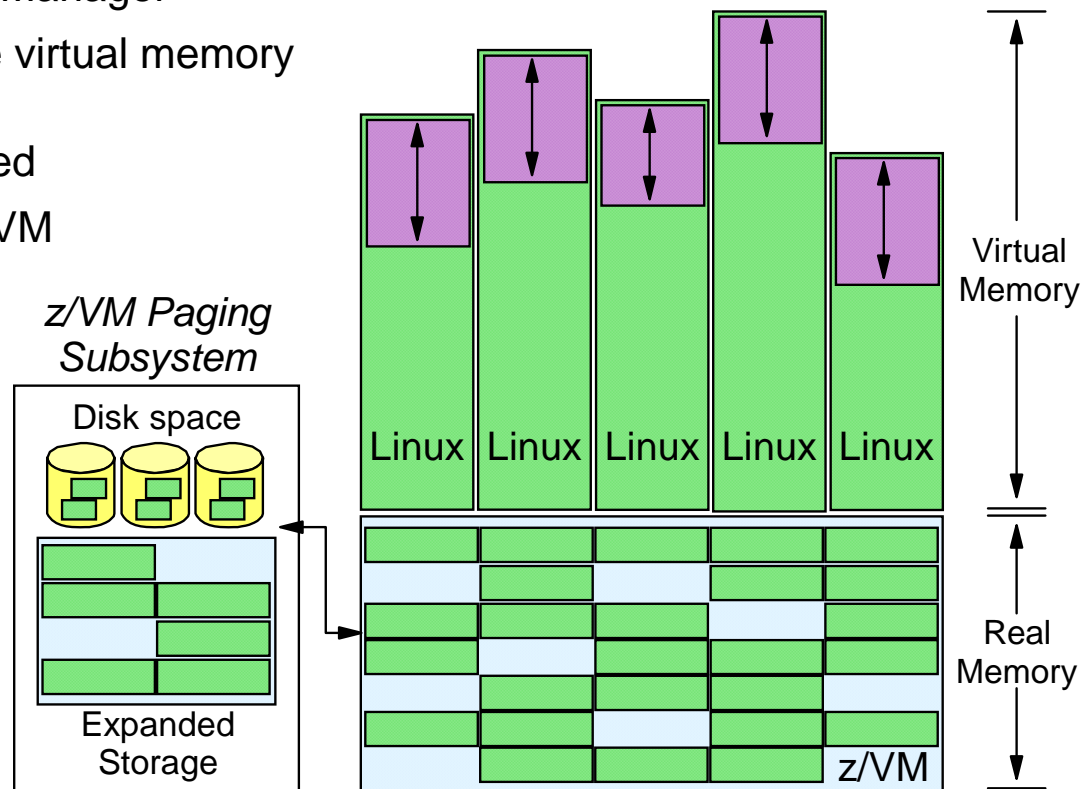 virtual memory
VM
z/VM Paging
Subsystem
Disk space
Expanded
Storage
Linux Linux Linux Linux Linux
z/VM
Virtual
Memory
Real
Memory